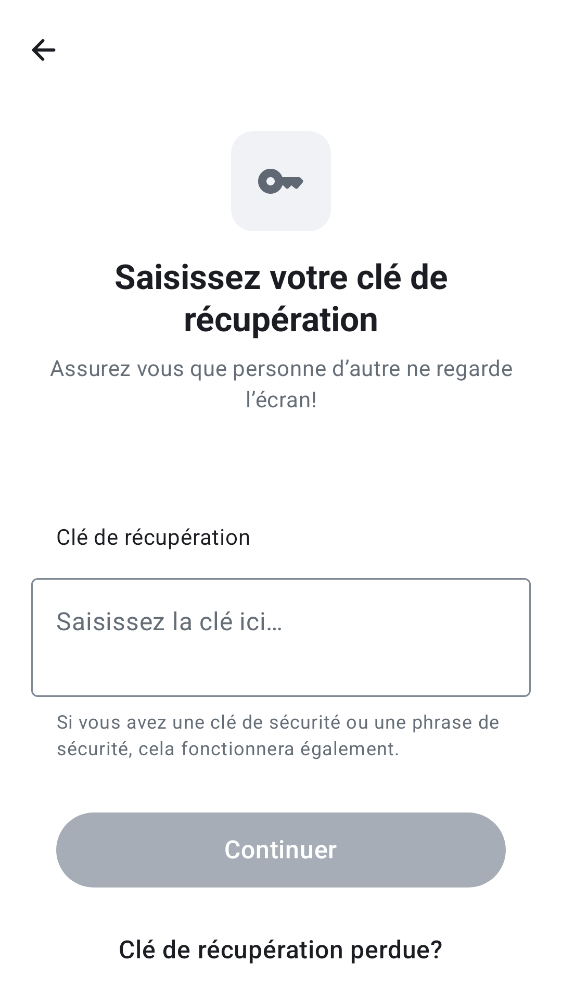 Saisissez votre clé de
récupération
Assurez vous que personne d’autre ne regarde
l’écran!
Clé de récupération
Saisissez la clé ici…
Si vous avez une clé de sécurité ou une phrase de
sécurité, cela fonctionnera également.
Continuer
Clé de récupération perdue?